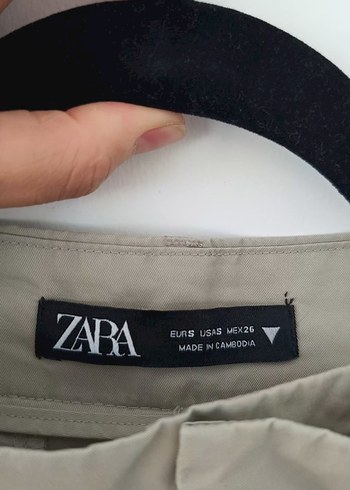 ZARA
EUR S USA S MEX 26
MADE IN CAMBODIA